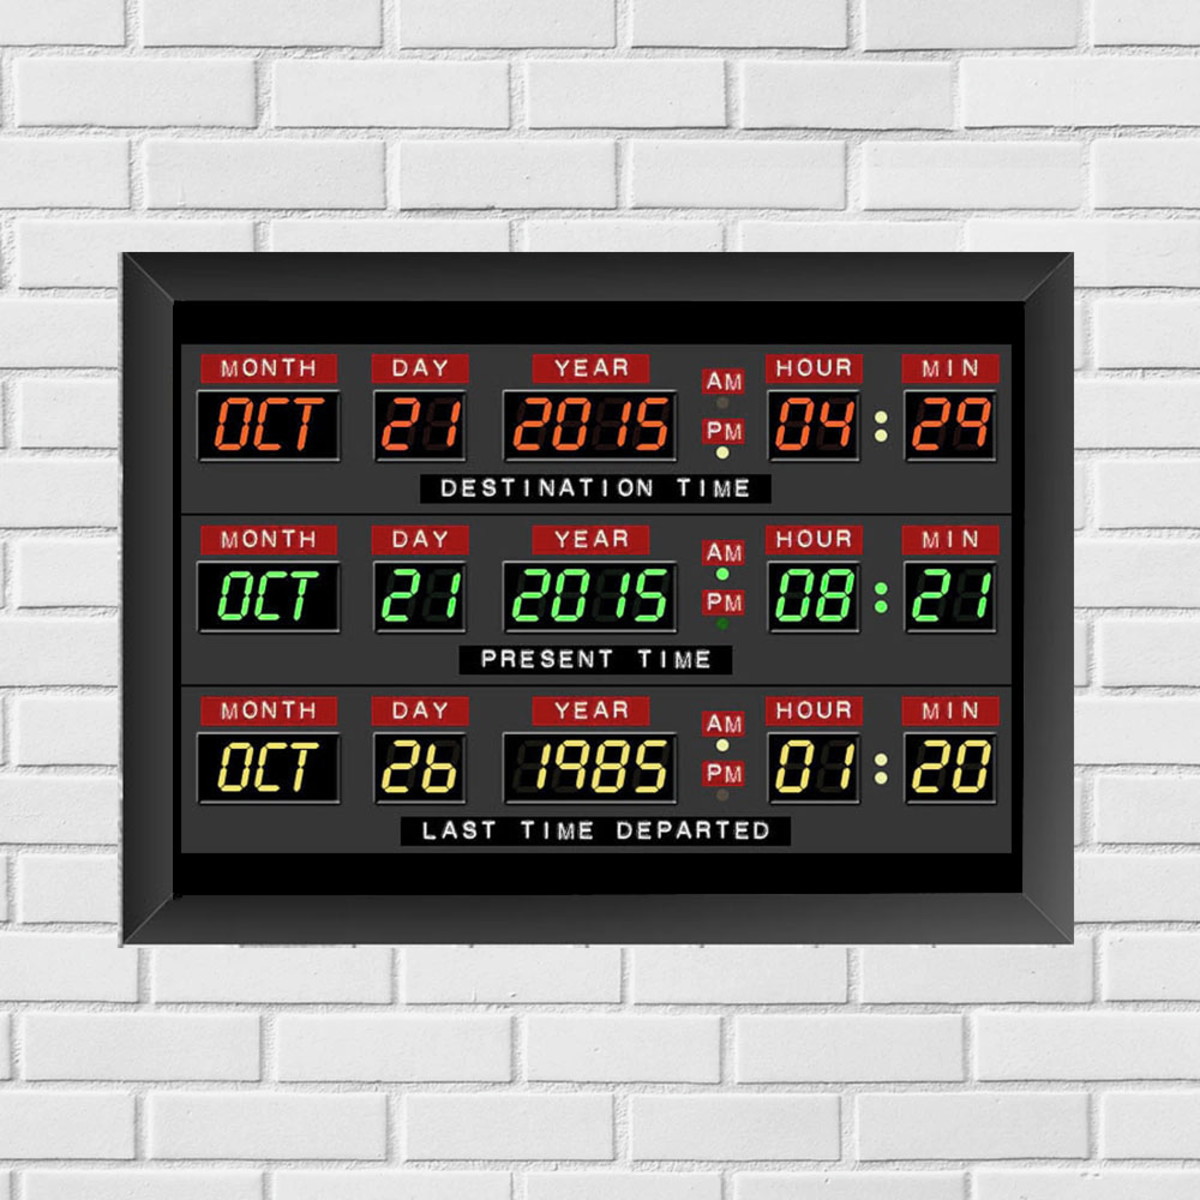 MONTH DAY YEAR AM HOUR MIN
OCT 21 2015 PM 04 : 29
DESTINATION TIME
MONTH DAY YEAR AM HOUR MIN
OCT 21 2015 PM 08 : 21
PRESENT TIME
MONTH DAY YEAR AM HOUR MIN
OCT 26 1985 PM 01 : 20
LAST TIME DEPARTED